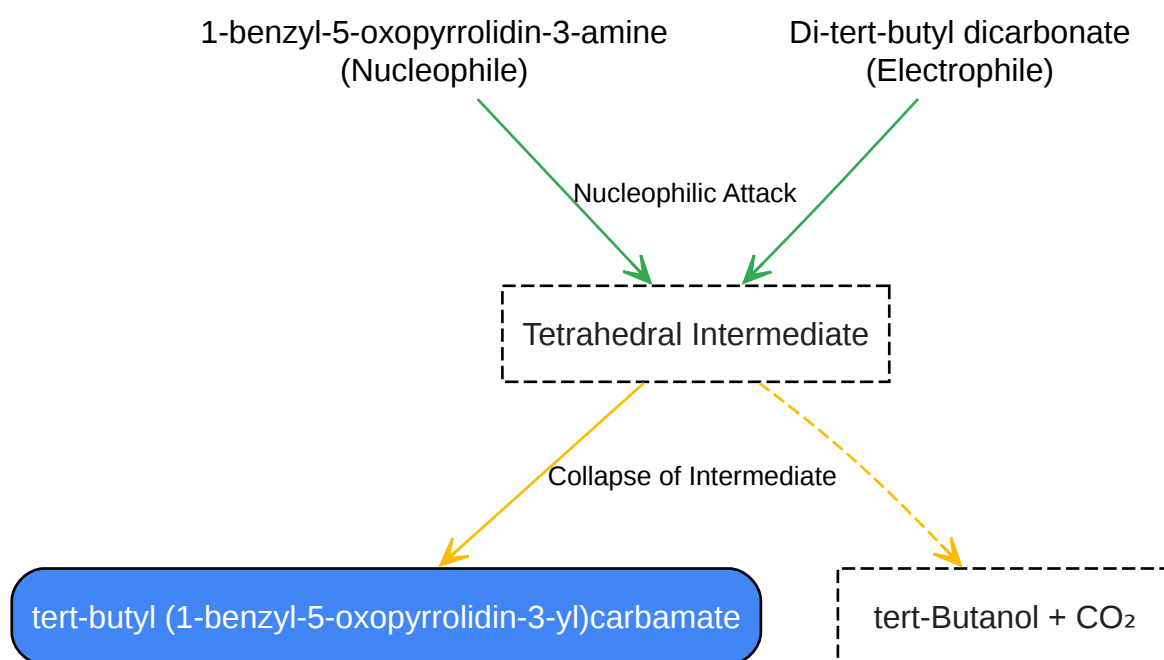 1-benzyl-5-oxopyrrolidin-3-amine
(Nucleophile)
Di-tert-butyl dicarbonate
(Electrophile)
Nucleophilic Attack
Tetrahedral Intermediate
Collapse of Intermediate
tert-butyl (1-benzyl-5-oxopyrrolidin-3-yl)carbamate
tert-Butanol + CO₂